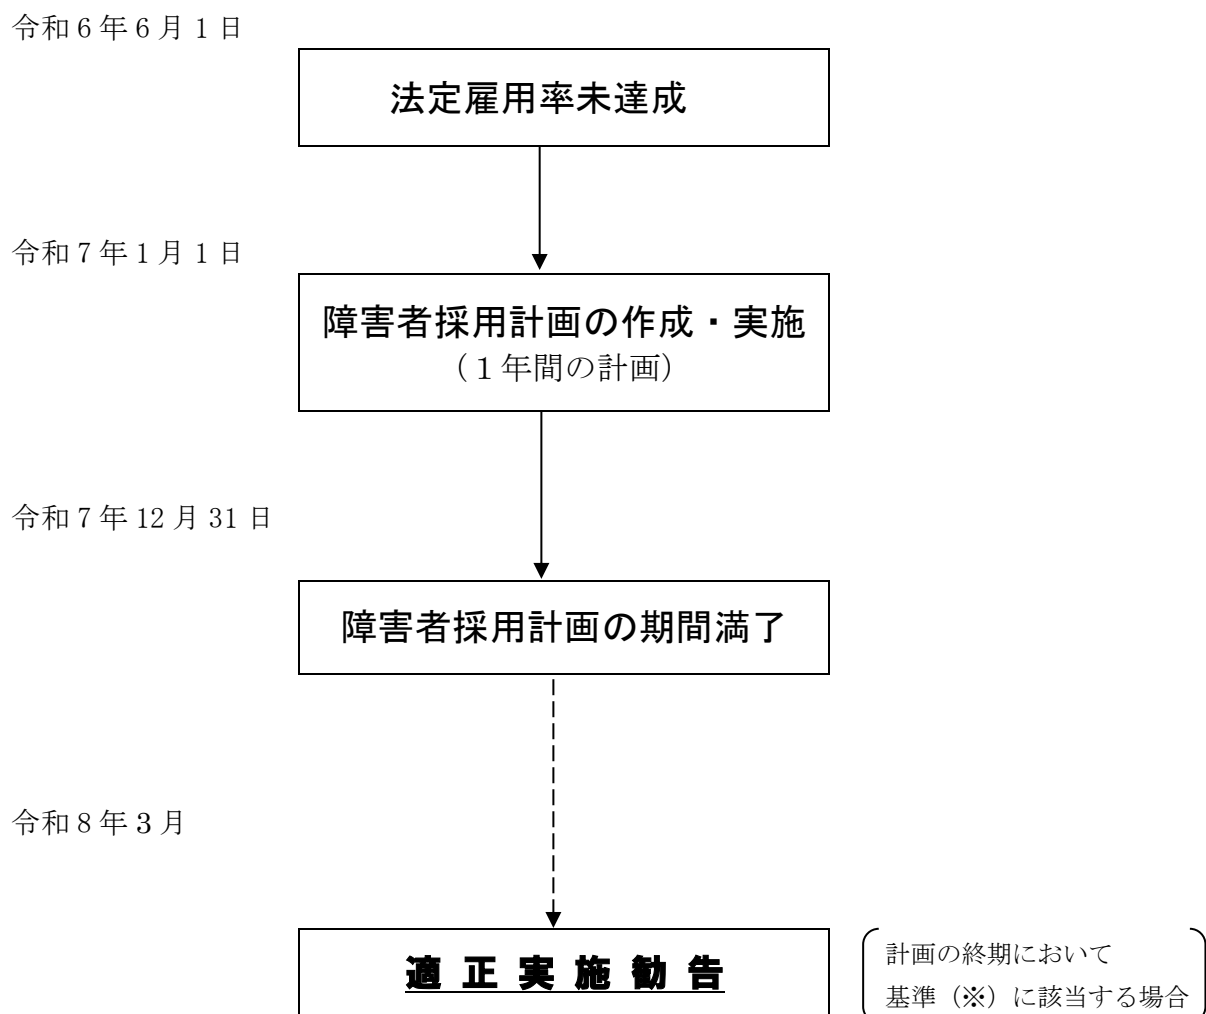 令和６年６月１日
法定雇用率未達成
令和７年１月１日
障害者採用計画の作成・実施
（１年間の計画）
令和７年12月31日
障害者採用計画の期間満了
令和８年３月
適正実施勧告
計画の終期において
基準（※）に該当する場合